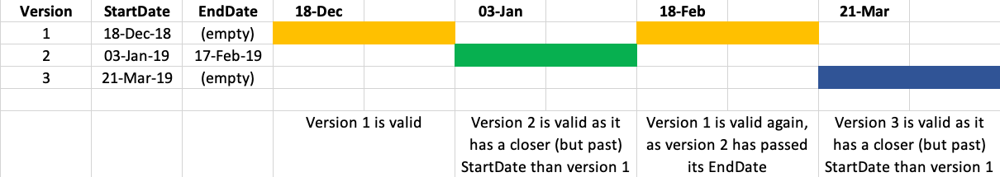 Version StartDate EndDate 18-Dec 03-Jan 18-Feb 21-Mar
1 18-Dec-18 (empty)
2 03-Jan-19 17-Feb-19
3 21-Mar-19 (empty)
Version 1 is valid
Version 2 is valid as it
has a closer (but past)
StartDate than version 1
Version 1 is valid again,
as version 2 has passed
its EndDate
Version 3 is valid as it
has a closer (but past)
StartDate than version 1